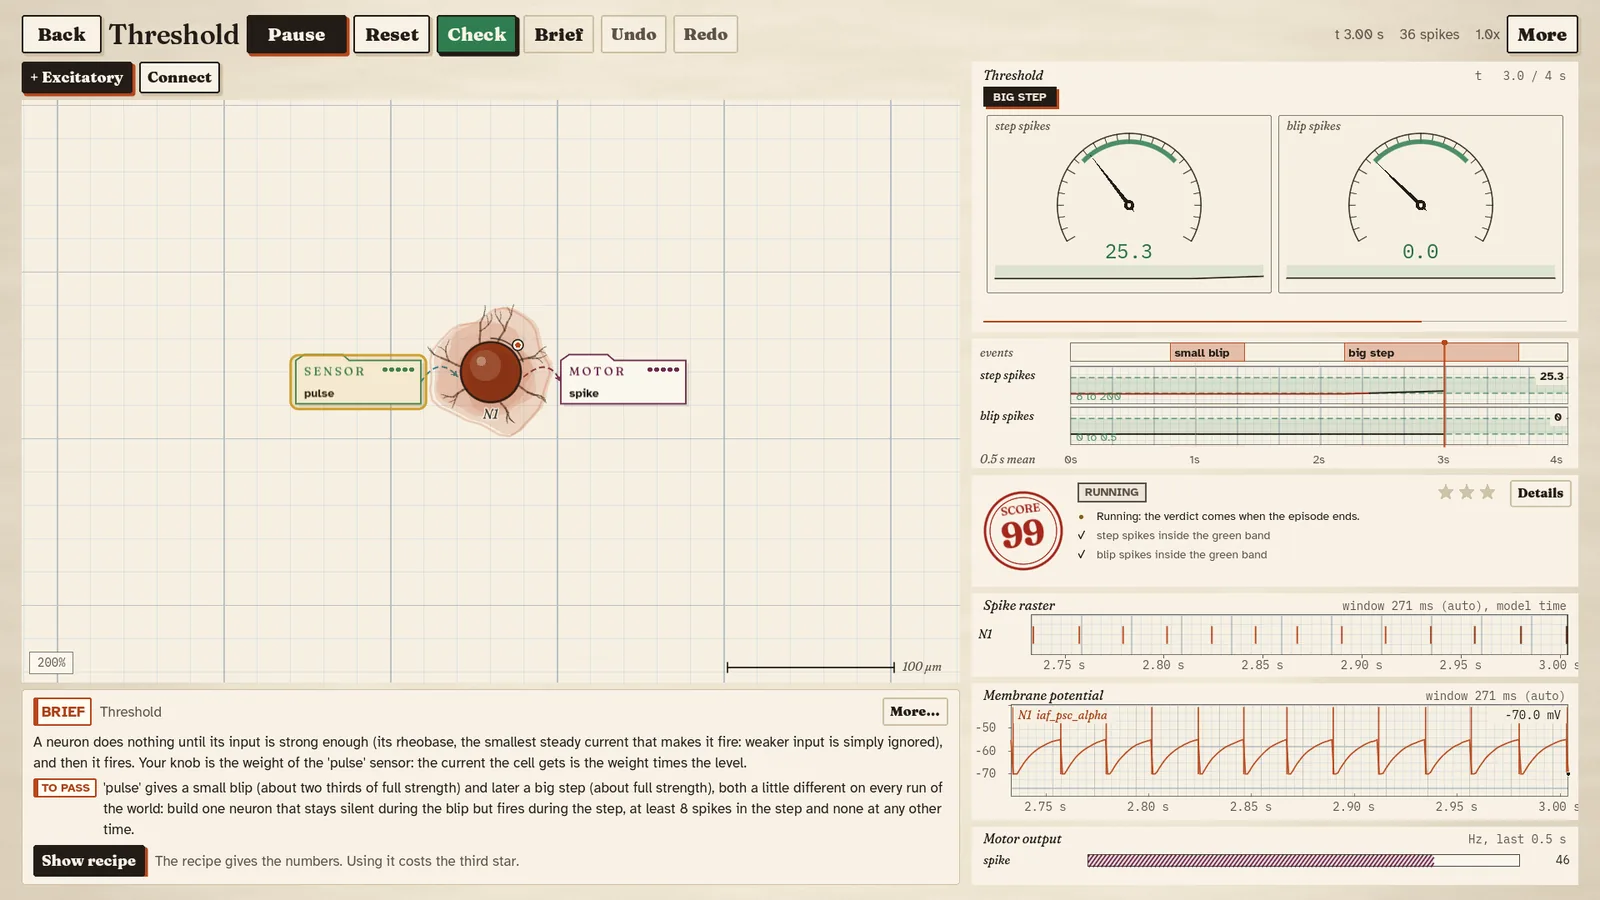 Back Threshold Pause Reset Check Brief Undo Redo t 3.00 s 36 spikes 1.0x More
+ Excitatory Connect
Threshold t 3.0 / 4 s
BIG STEP
step spikes blip spikes
25.3 0.0
events small blip big step
step spikes 25.3
8 to 200
blip spikes 0
0 to 0.5
0.5 s mean 0s 1s 2s 3s 4s
SENSOR
pulse
N1
MOTOR
spike
200%
100 µm
SCORE
99
RUNNING Details
Running: the verdict comes when the episode ends.
✓ step spikes inside the green band
✓ blip spikes inside the green band
Spike raster window 271 ms (auto), model time
N1
2.75 s 2.80 s 2.85 s 2.90 s 2.95 s 3.00 s
Membrane potential window 271 ms (auto)
N1 iaf_psc_alpha -70.0 mV
-50
-60
-70
2.75 s 2.80 s 2.85 s 2.90 s 2.95 s 3.00 s
Motor output Hz, last 0.5 s
spike 46
BRIEF Threshold More...
A neuron does nothing until its input is strong enough (its rheobase, the smallest steady current that makes it fire: weaker input is simply ignored),
and then it fires. Your knob is the weight of the 'pulse' sensor: the current the cell gets is the weight times the level.
TO PASS 'pulse' gives a small blip (about two thirds of full strength) and later a big step (about full strength), both a little different on every run of
the world: build one neuron that stays silent during the blip but fires during the step, at least 8 spikes in the step and none at any other
time.
Show recipe The recipe gives the numbers. Using it costs the third star.